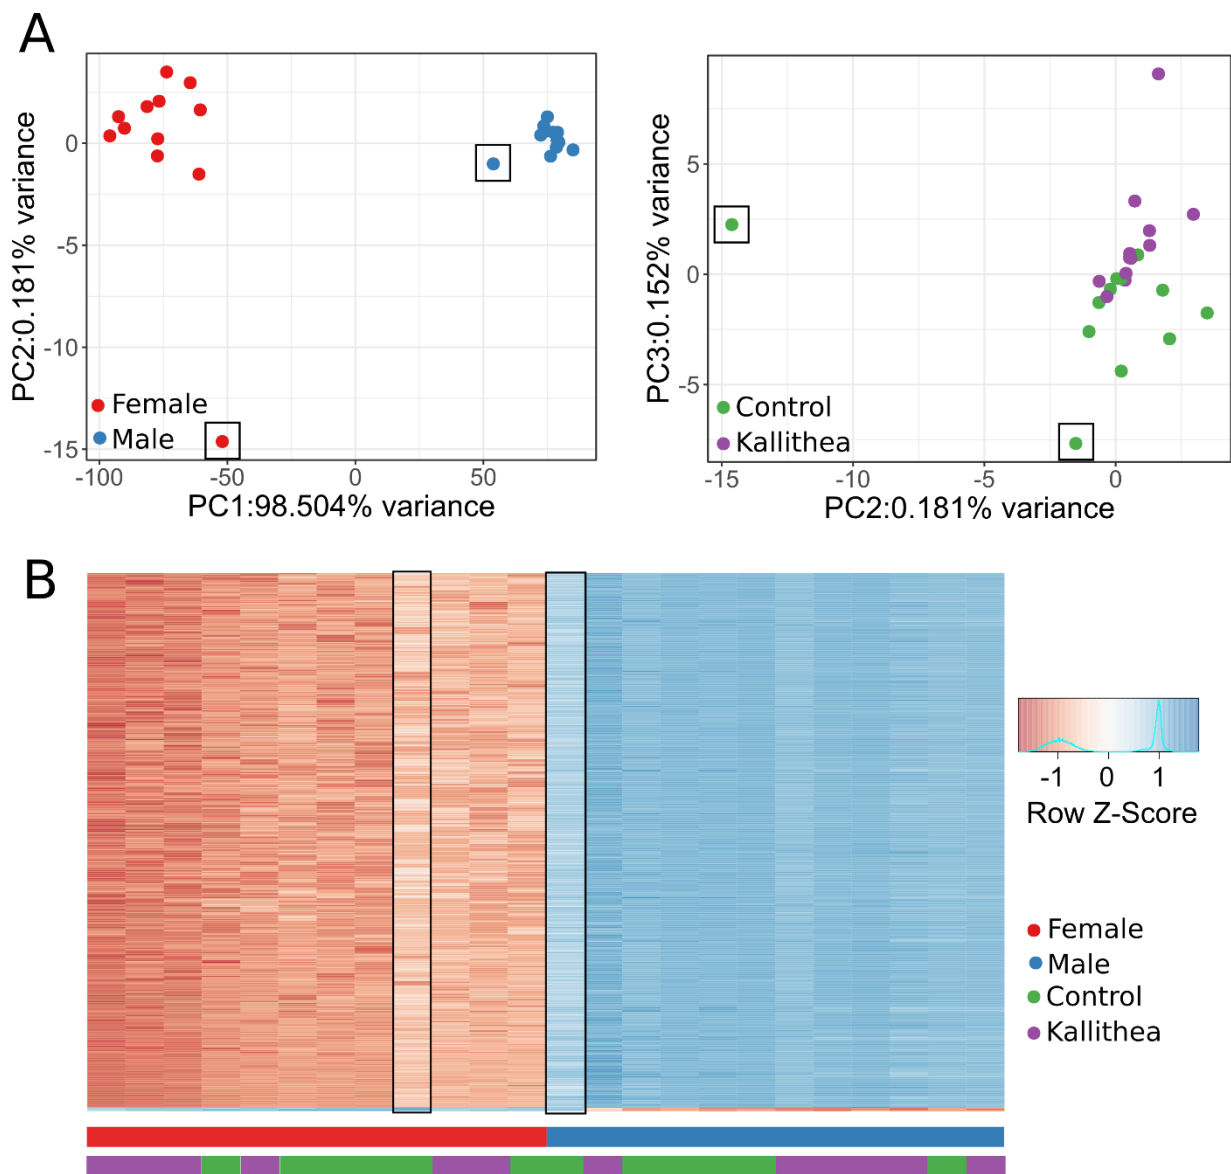 A
PC2:0.181% variance
0
-5
-10
-15
Female
Male
-100
-50
0
50
PC1:98.504% variance
PC3:0.152% variance
5
0
-5
Control
Kallithea
-15
-10
-5
0
PC2:0.181% variance
B
-1 0 1
Row Z-Score
Female
Male
Control
Kallithea